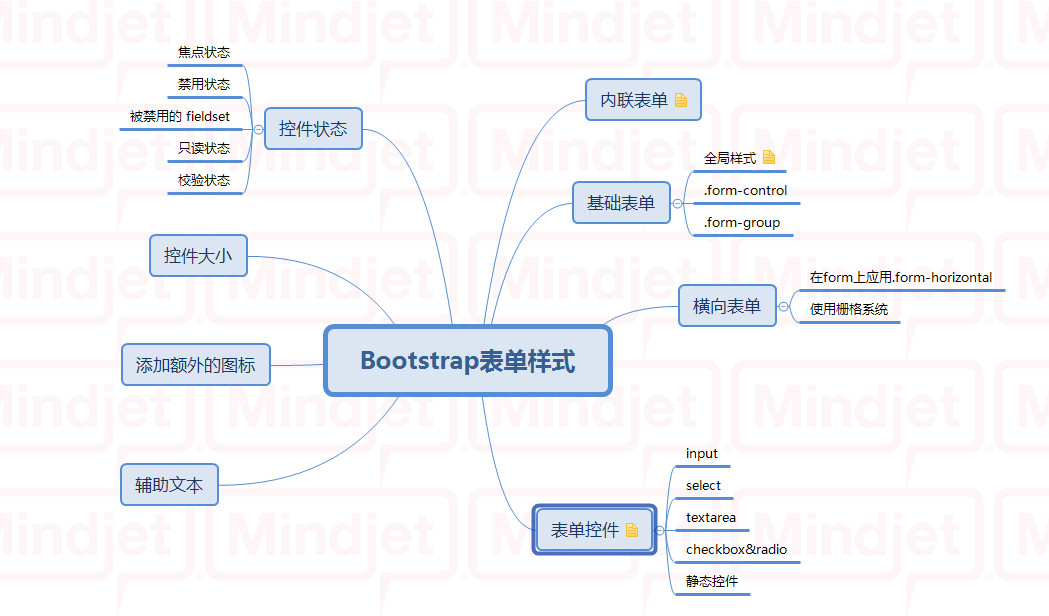 Bootstrap表单样式
内联表单
基础表单
全局样式
.form-control
.form-group
横向表单
在form上应用.form-horizontal
使用栅格系统
表单控件
input
select
textarea
checkbox&radio
静态控件
辅助文本
添加额外的图标
控件大小
控件状态
焦点状态
禁用状态
被禁用的 fieldset
只读状态
校验状态
Mindjet